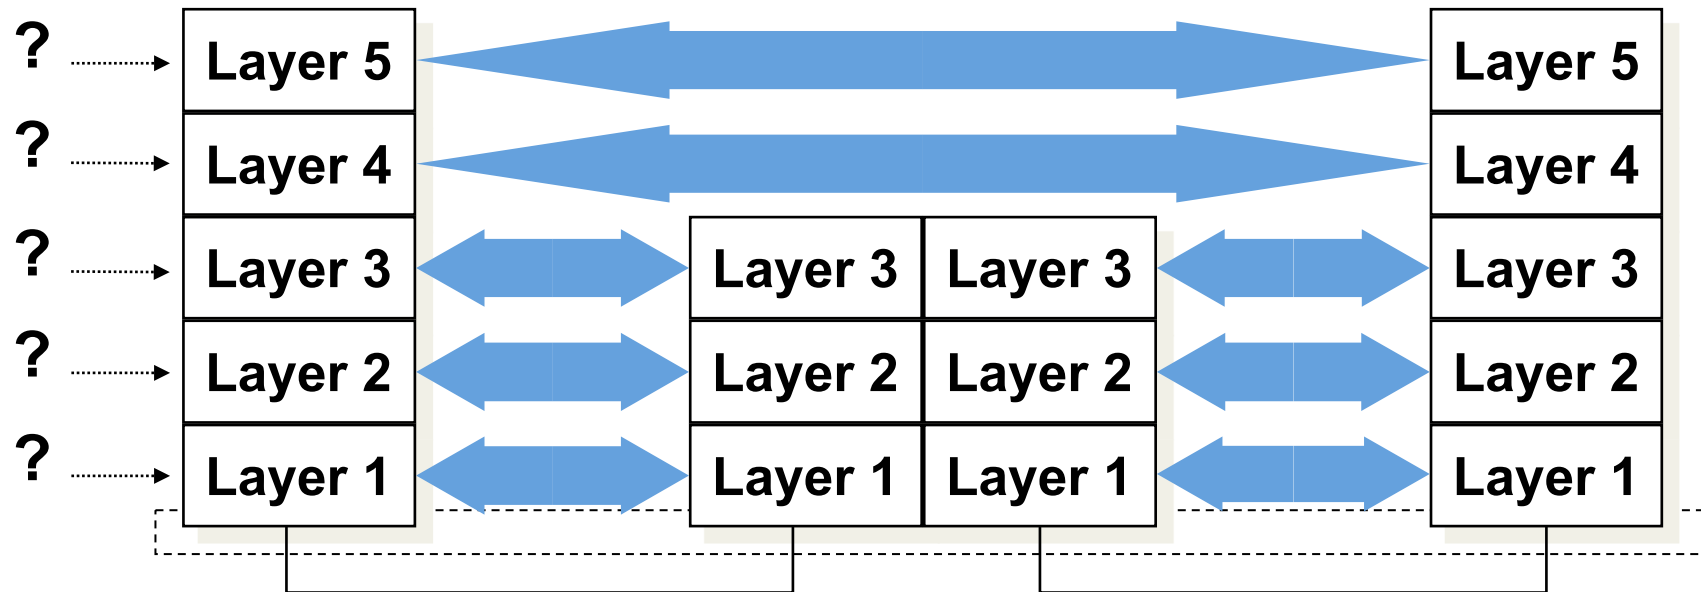 ? Layer 5 Layer 5
? Layer 4 Layer 4
? Layer 3 Layer 3 Layer 3 Layer 3
? Layer 2 Layer 2 Layer 2 Layer 2
? Layer 1 Layer 1 Layer 1 Layer 1